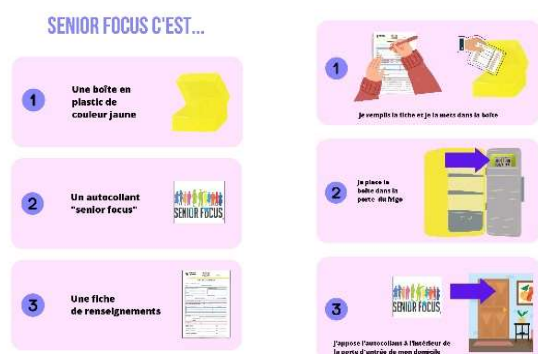 SENIOR FOCUS C'EST...
1
Une boîte en
plastic de
couleur jaune
2
Un autocollant
"senior focus"
SENIOR FOCUS
3
Une fiche
de renseignements
1
Je remplis la fiche et je la mets dans la boîte
2
Je place la
boîte dans la
porte du frigo
3
SENIOR FOCUS
J'appose l'autocollans à l'intérieur de
la porte d'entrée de mon domicile